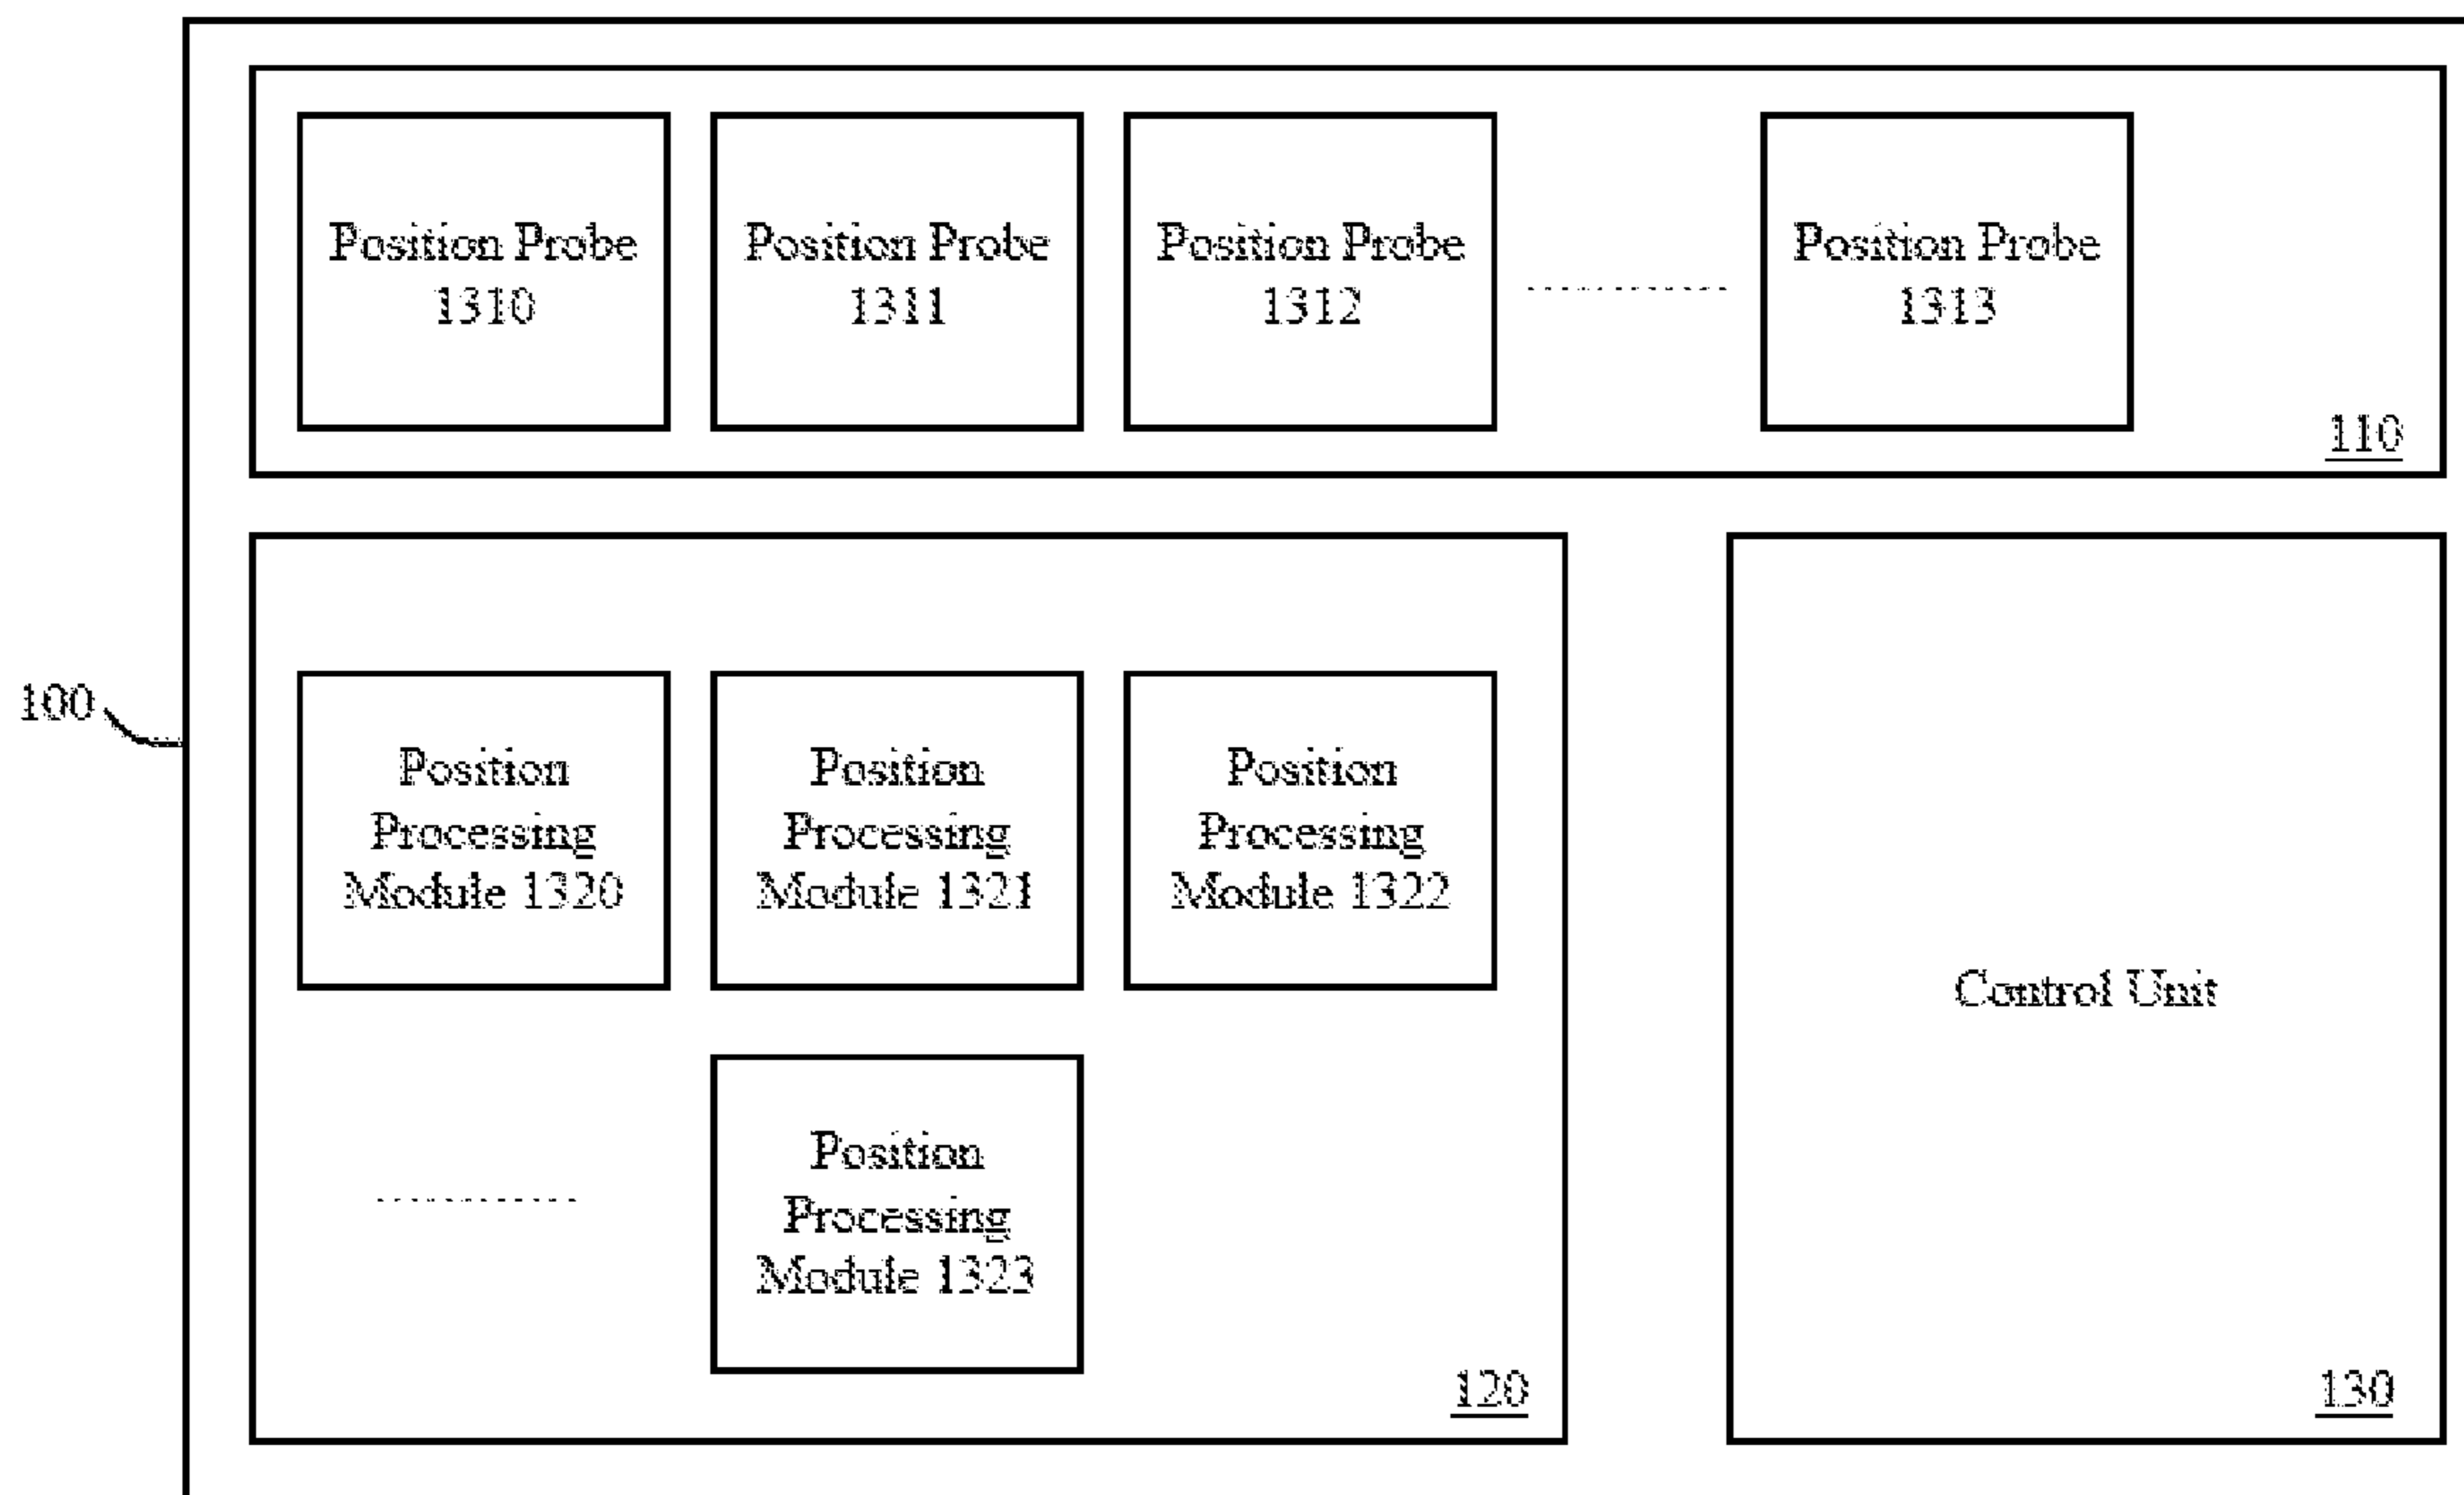 Position Probe
1310
Position Probe
1311
Position Probe
1312
Position Probe
1313
110
100
Position
Processing
Module 1320
Position
Processing
Module 1321
Position
Processing
Module 1322
Position
Processing
Module 1323
120
Control Unit
130